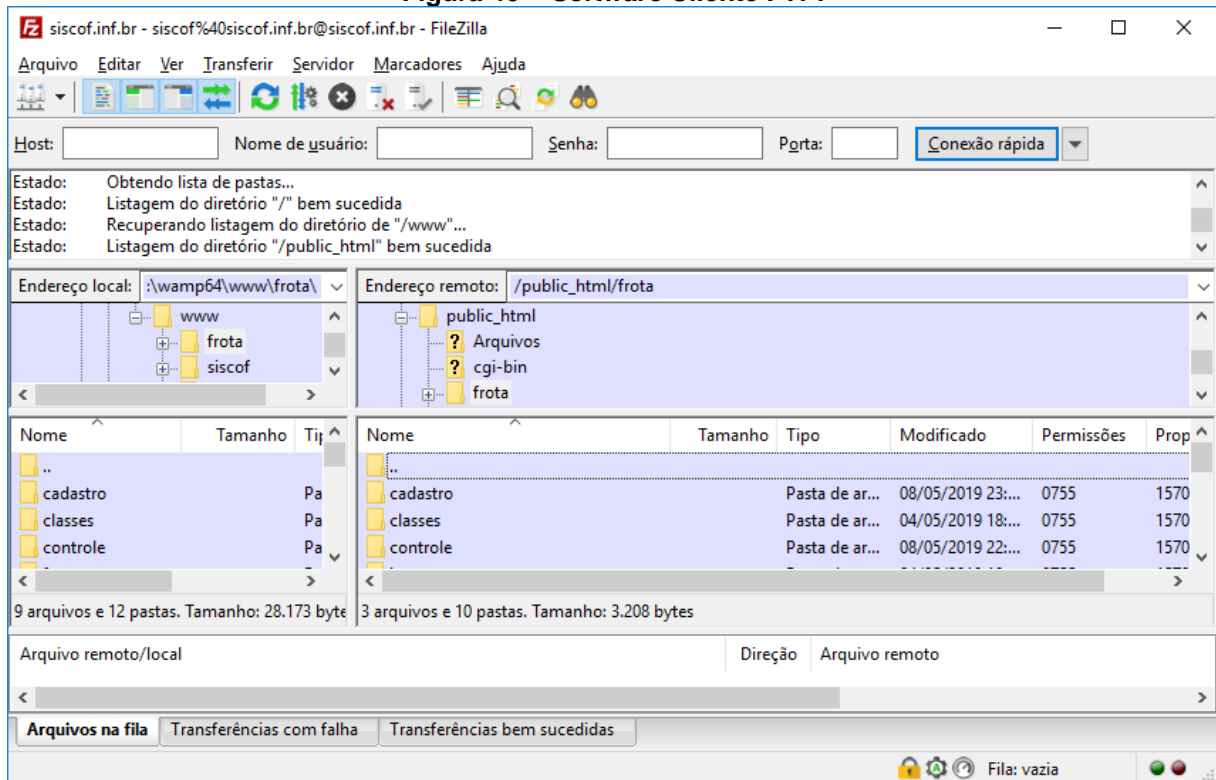 siscof.inf.br - siscof%40siscof.inf.br@siscof.inf.br - FileZilla
Arquivo Editar Ver Transferir Servidor Marcadores Ajuda
Host: Nome de usuário: Senha: Porta: Conexão rápida
Estado: Obtendo lista de pastas...
Estado: Listagem do diretório "/" bem sucedida
Estado: Recuperando listagem do diretório de "/www"...
Estado: Listagem do diretório "/public_html" bem sucedida
Endereço local: :\wamp64\www\frota\ Endereço remoto: /public_html/frota
www public_html
frota ? Arquivos
siscof ? cgi-bin
frota
Nome Tamanho Tip Nome Tamanho Tipo Modificado Permissões Prop
.. ..
cadastro Pa cadastro Pasta de ar... 08/05/2019 23:... 0755 1570
classes Pa classes Pasta de ar... 04/05/2019 18:... 0755 1570
controle Pa controle Pasta de ar... 08/05/2019 22:... 0755 1570
9 arquivos e 12 pastas. Tamanho: 28.173 byte 3 arquivos e 10 pastas. Tamanho: 3.208 bytes
Arquivo remoto/local Direção Arquivo remoto
Arquivos na fila Transferências com falha Transferências bem sucedidas
Fila: vazia